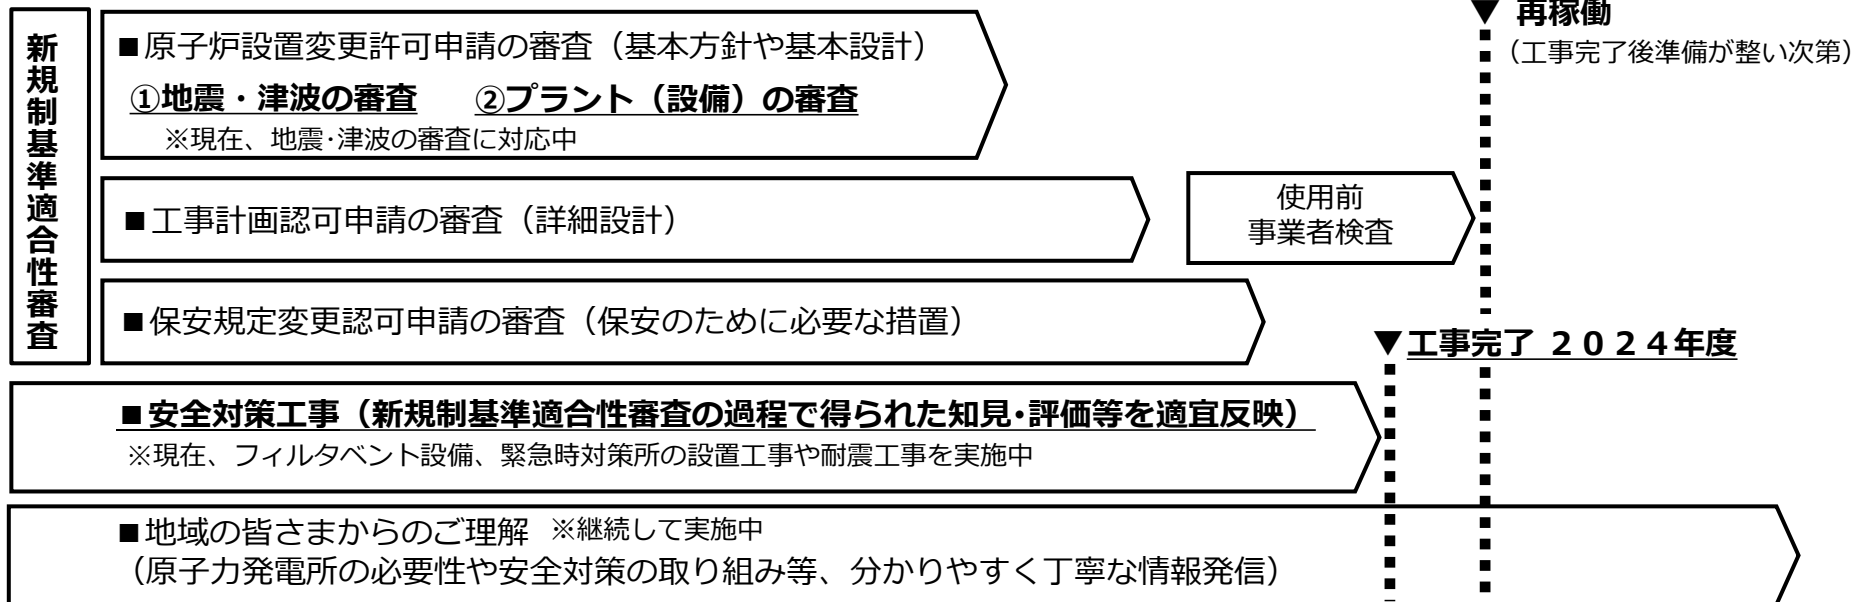 ▼ 再稼働
（工事完了後準備が整い次第）
新規制基準適合性審査
■原子炉設置変更許可申請の審査（基本方針や基本設計）
①地震・津波の審査　②プラント（設備）の審査
※現在、地震･津波の審査に対応中
■工事計画認可申請の審査（詳細設計）
使用前
事業者検査
■保安規定変更認可申請の審査（保安のために必要な措置）
▼工事完了 ２０２４年度
■安全対策工事（新規制基準適合性審査の過程で得られた知見･評価等を適宜反映）
※現在、フィルタベント設備、緊急時対策所の設置工事や耐震工事を実施中
■地域の皆さまからのご理解 ※継続して実施中
（原子力発電所の必要性や安全対策の取り組み等、分かりやすく丁寧な情報発信）